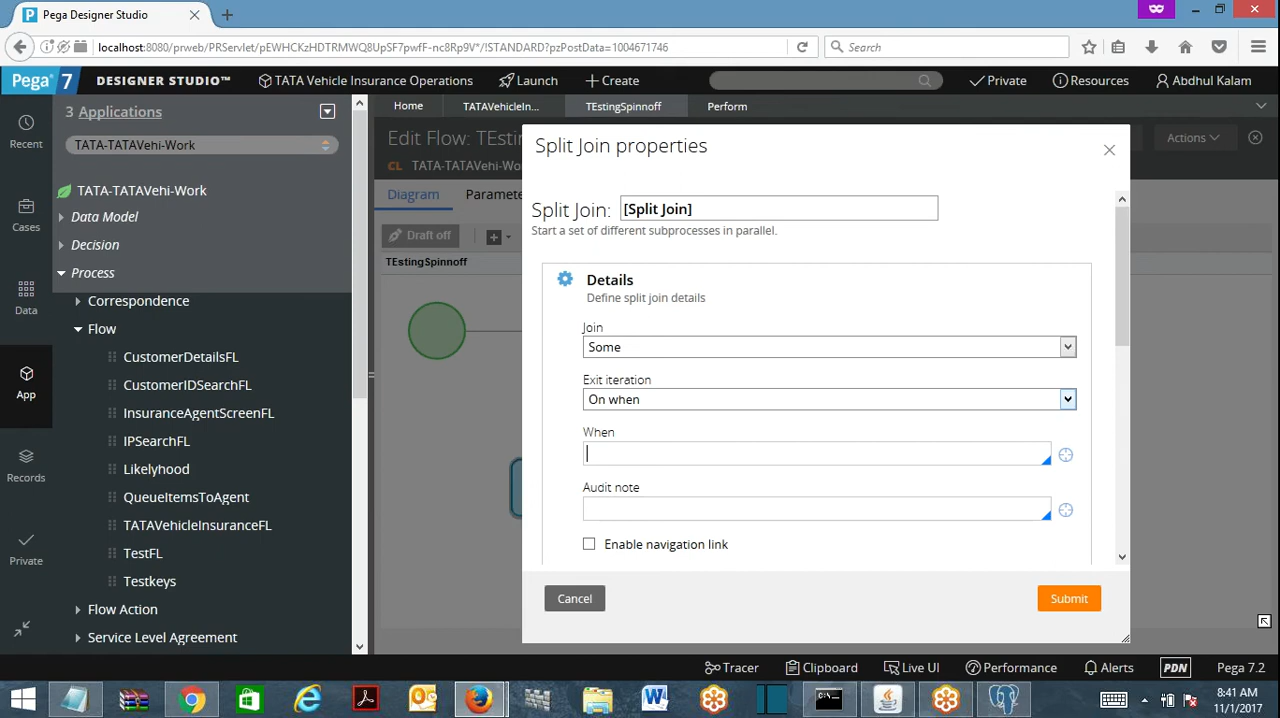 Pega Designer Studio
localhost:8080/prweb/PRServlet/pEWHCKzHDTRMWQ8UpSF7pwfF-nc8Rp9V*/!STANDARD?pzPostData=1004671746
Search
Pega 7
DESIGNER STUDIO™
TATA Vehicle Insurance Operations
Launch
Create
Private
Resources
Abdhul Kalam
Recent
Cases
Data
App
Records
Private
3 Applications
TATA-TATAVehi-Work
TATA-TATAVehi-Work
Data Model
Decision
Process
Correspondence
Flow
CustomerDetailsFL
CustomerIDSearchFL
InsuranceAgentScreenFL
IPSearchFL
Likelyhood
QueueItemsToAgent
TATAVehicleInsuranceFL
TestFL
Testkeys
Flow Action
Service Level Agreement
Home
TATAVehicleIn...
TEstingSpinnoff
Perform
Edit Flow: TEstin
CL TATA-TATAVehi-Wo
Actions
Diagram
Paramete
Draft off
TEstingSpinnoff
Split Join properties
Split Join: [Split Join]
Start a set of different subprocesses in parallel.
Details
Define split join details
Join
Some
Exit iteration
On when
When
Audit note
Enable navigation link
Cancel
Submit
Tracer
Clipboard
Live UI
Performance
Alerts
PDN
Pega 7.2
8:41 AM
11/1/2017